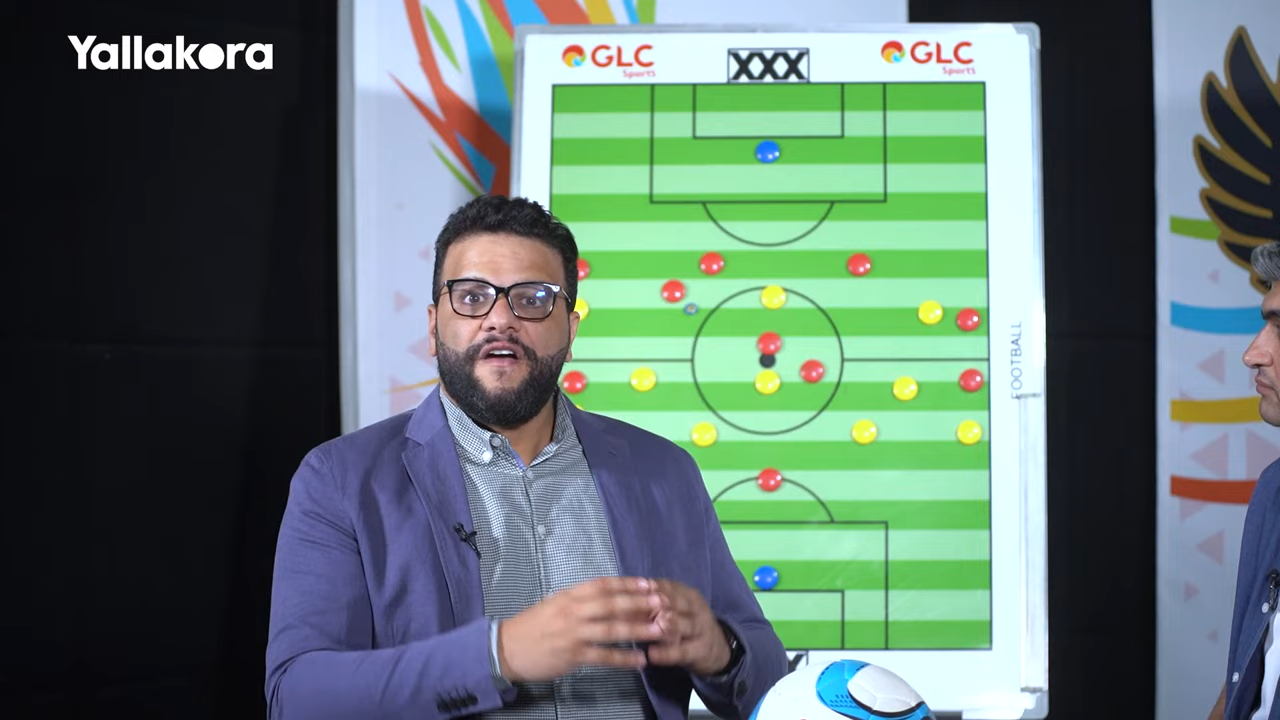 Yallakora
GLC
Sports
XXX
GLC
Sports
FOOTBALL